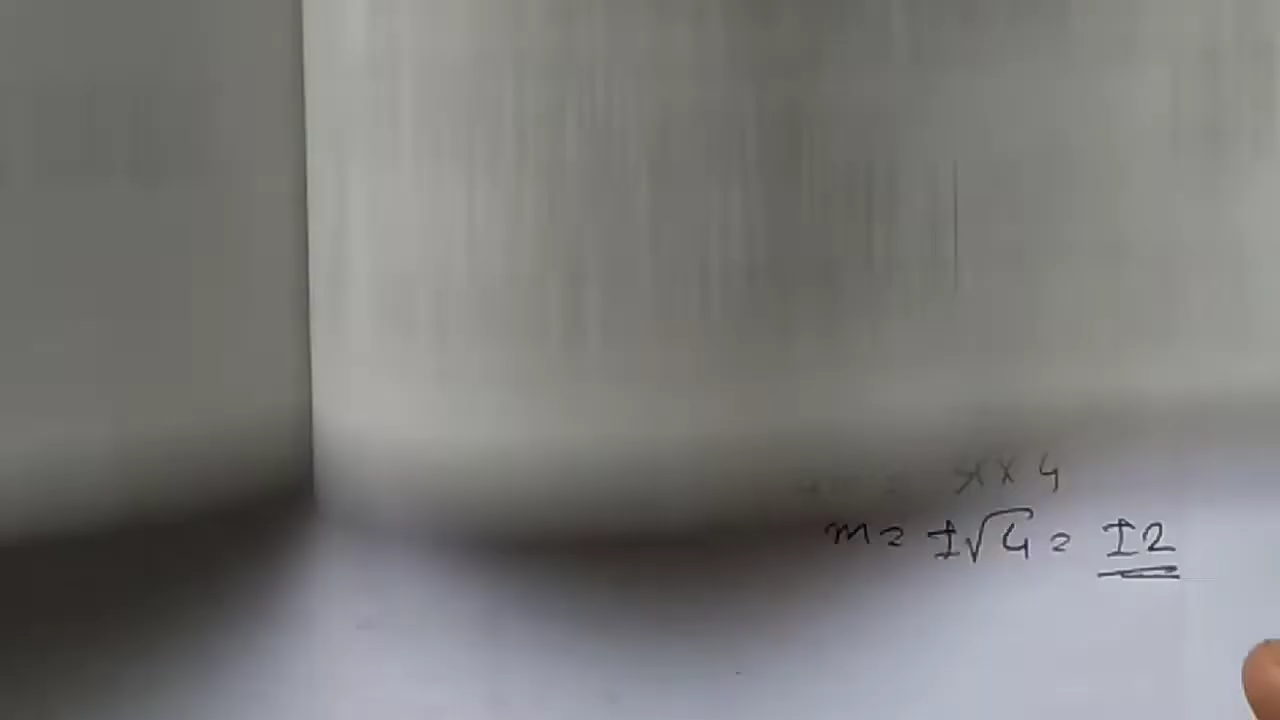 x 4
m = ±√4 = ±2